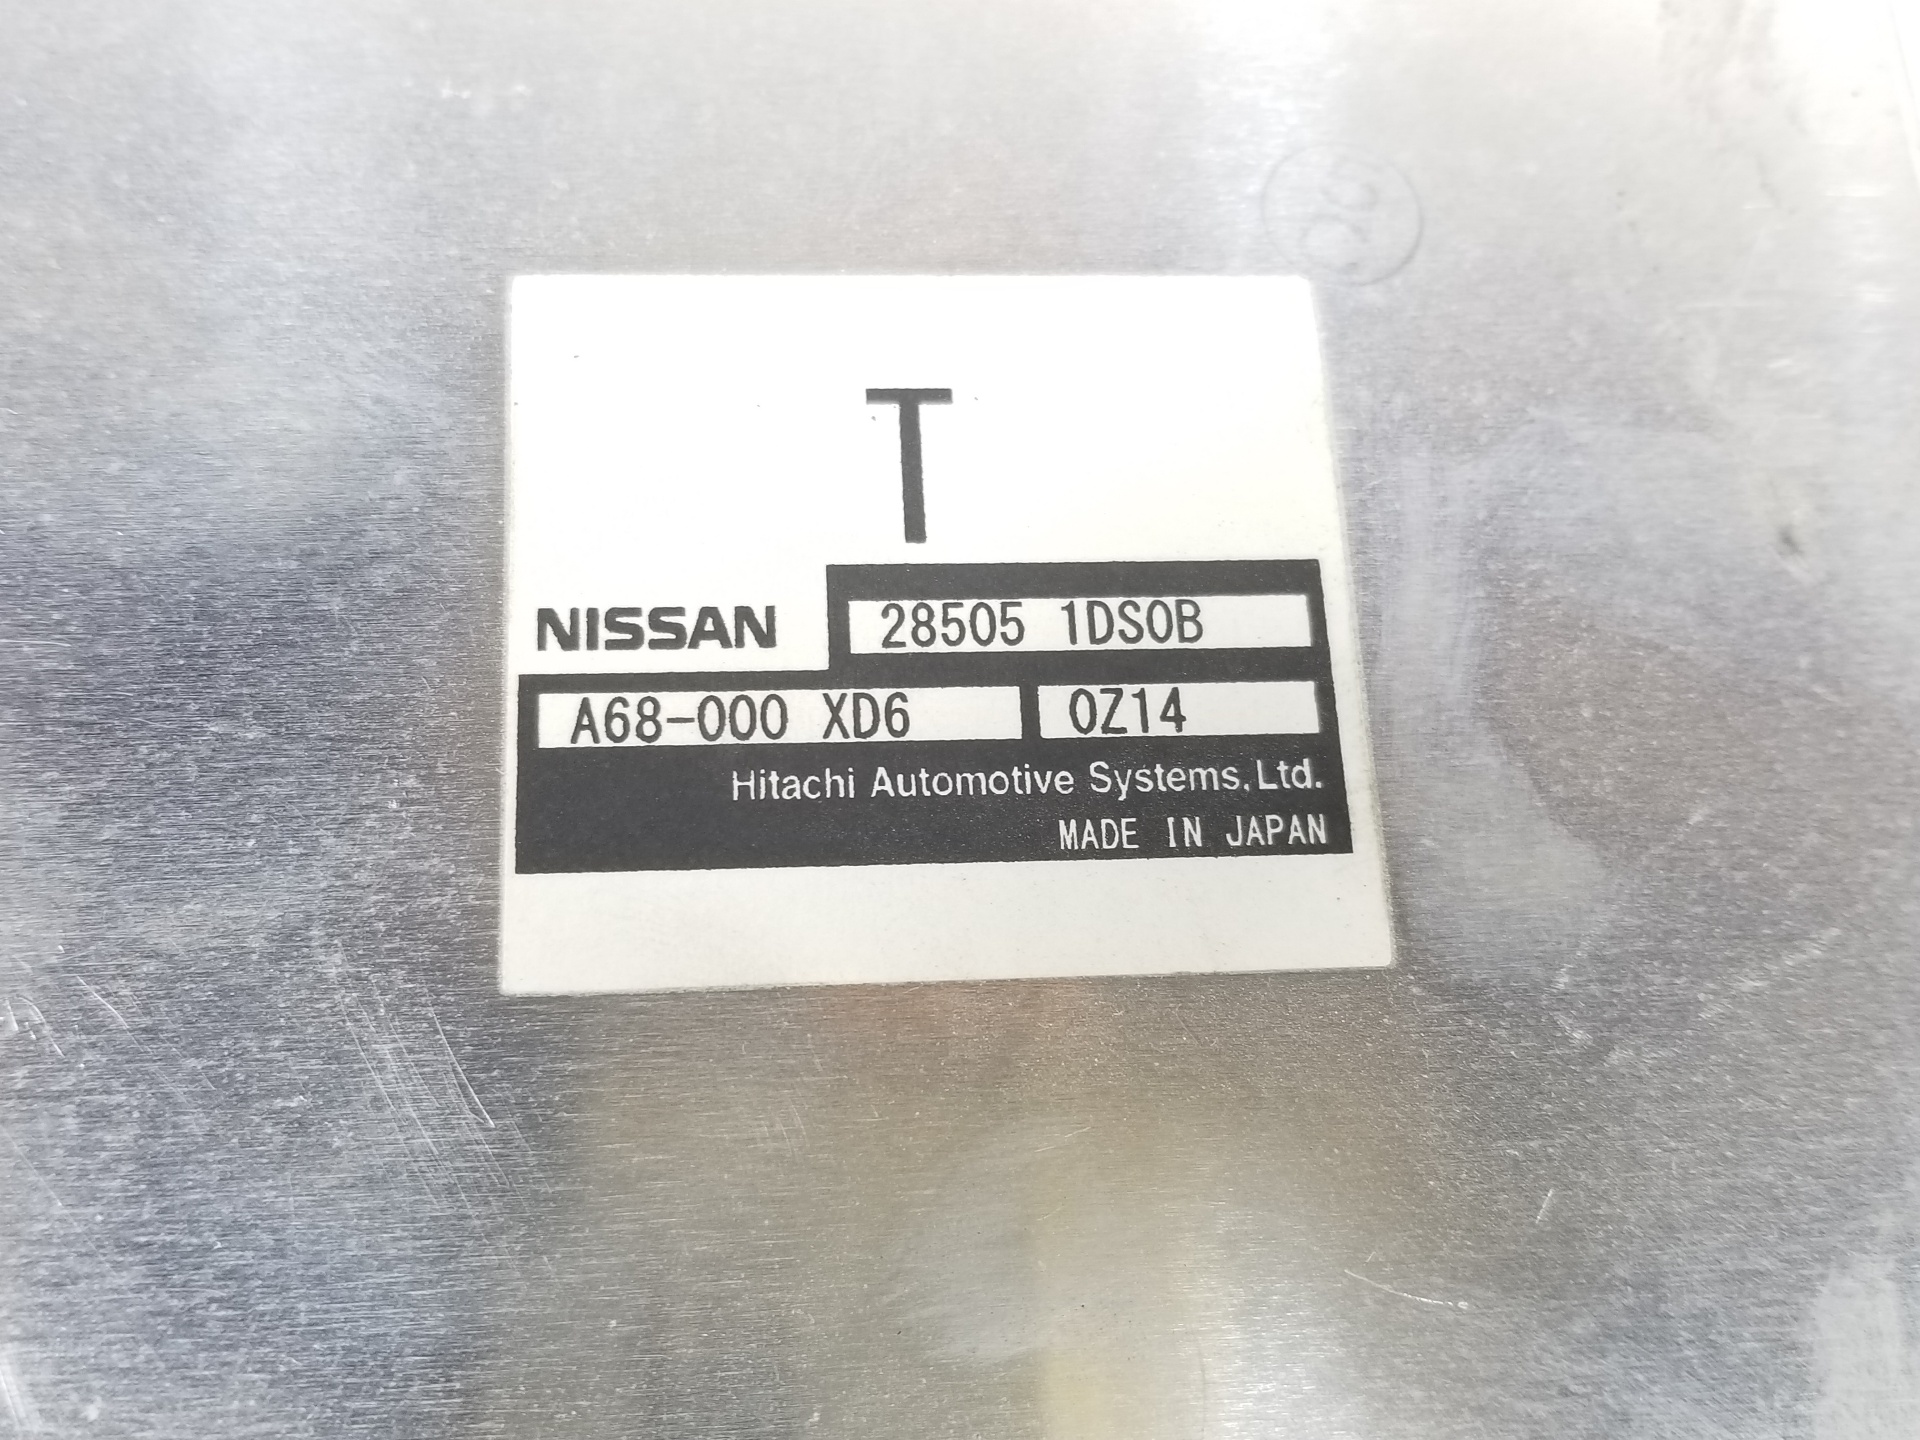 T
NISSAN 28505 1DS0B
A68-000 XD6 0Z14
Hitachi Automotive Systems,Ltd.
MADE IN JAPAN